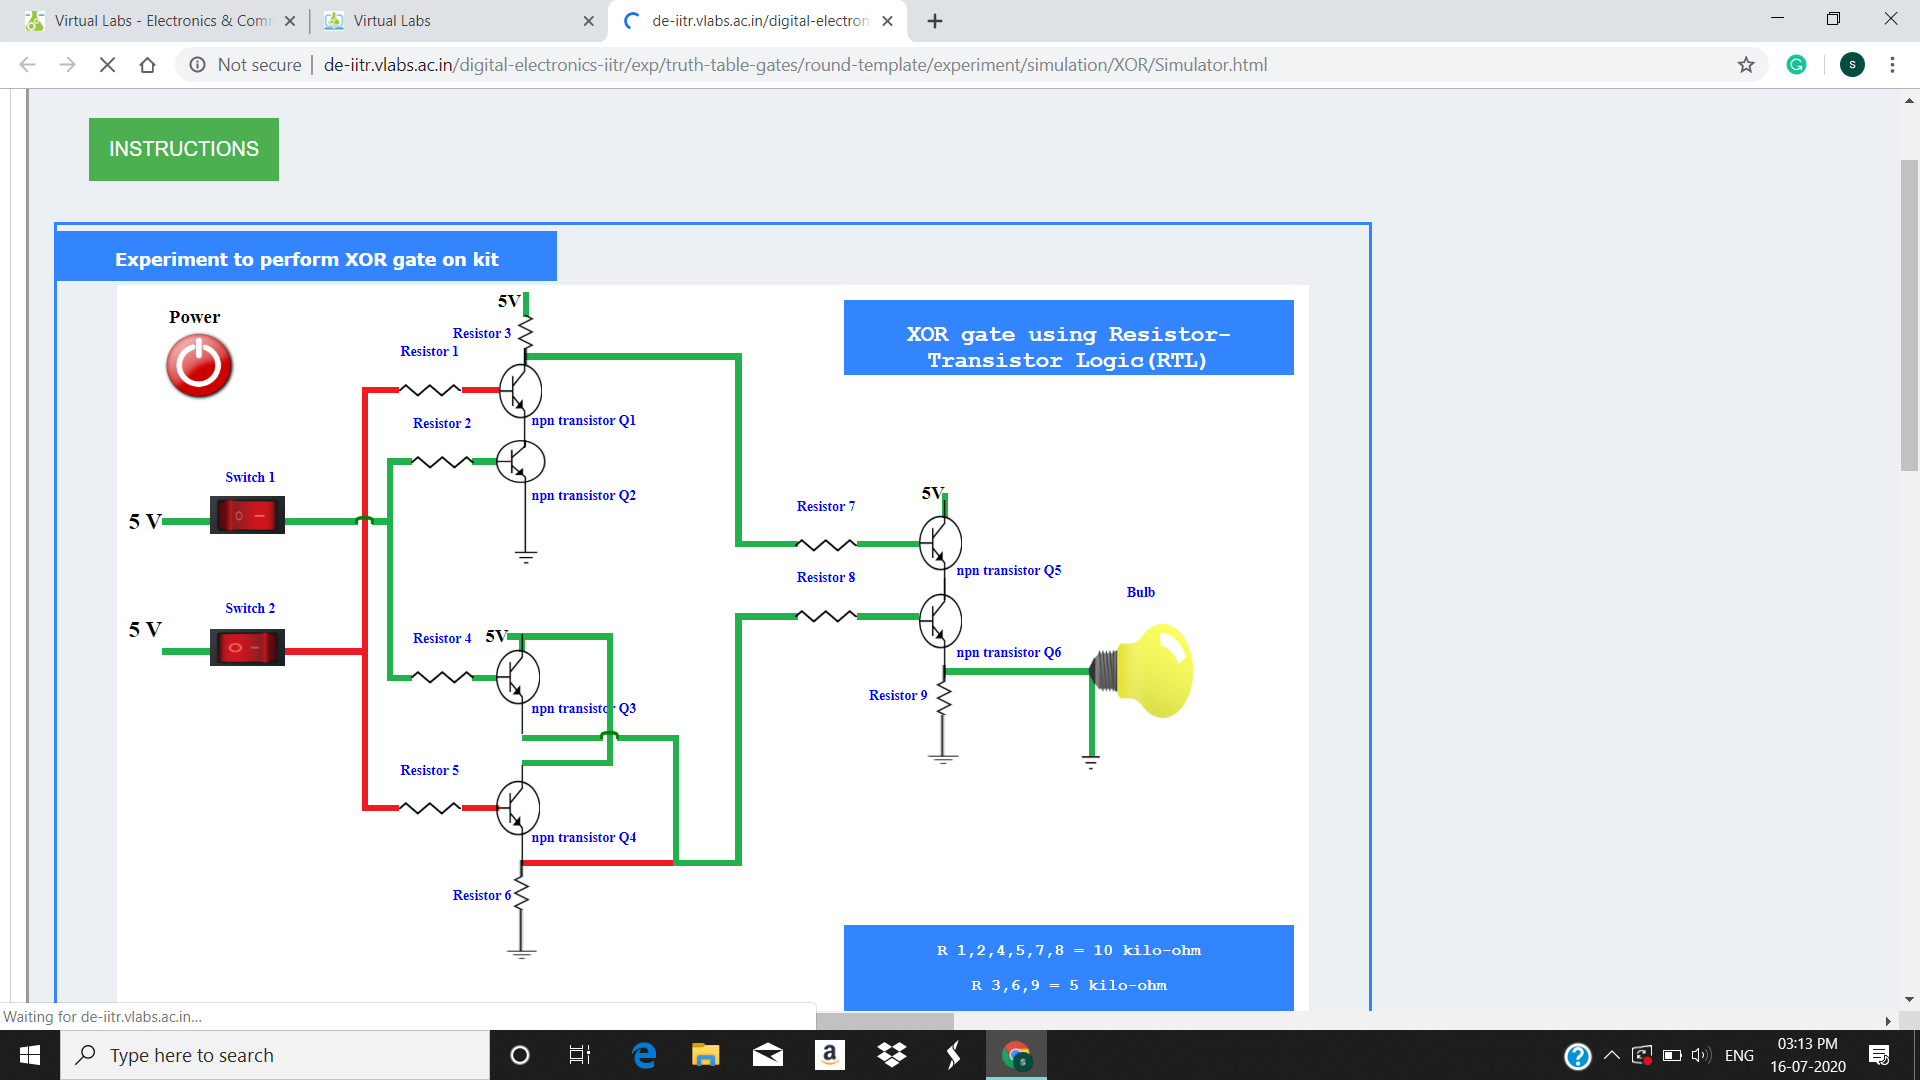 Virtual Labs - Electronics & Comm
Virtual Labs
de-iitr.vlabs.ac.in/digital-electron
Not secure
de-iitr.vlabs.ac.in/digital-electronics-iitr/exp/truth-table-gates/round-template/experiment/simulation/XOR/Simulator.html
S
INSTRUCTIONS
Experiment to perform XOR gate on kit
XOR gate using Resistor-
Transistor Logic(RTL)
Power
5V
Resistor 3
Resistor 1
npn transistor Q1
Resistor 2
Switch 1
npn transistor Q2
5 V
5V
Resistor 7
npn transistor Q5
Resistor 8
Bulb
Switch 2
5 V
Resistor 4
5V
npn transistor Q6
Resistor 9
npn transistor Q3
Resistor 5
npn transistor Q4
Resistor 6
R 1,2,4,5,7,8 = 10 kilo-ohm
R 3,6,9 = 5 kilo-ohm
Waiting for de-iitr.vlabs.ac.in...
Type here to search
ENG
03:13 PM
16-07-2020